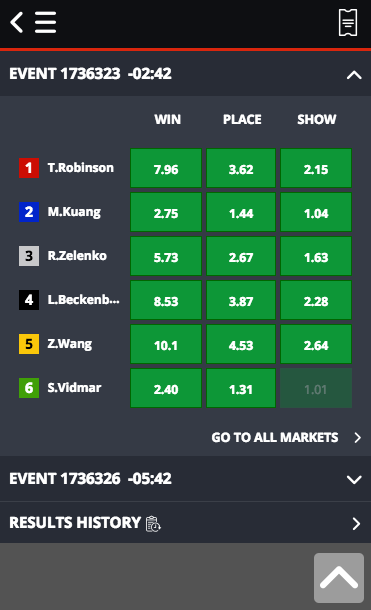 EVENT 1736323 -02:42
WIN PLACE SHOW
1 T.Robinson 7.96 3.62 2.15
2 M.Kuang 2.75 1.44 1.04
3 R.Zelenko 5.73 2.67 1.63
4 L.Beckenb... 8.53 3.87 2.28
5 Z.Wang 10.1 4.53 2.64
6 S.Vidmar 2.40 1.31 1.01
GO TO ALL MARKETS
EVENT 1736326 -05:42
RESULTS HISTORY